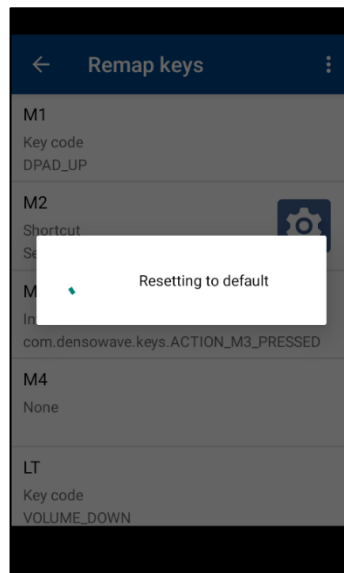 Remap keys
M1
Key code
DPAD_UP
M2
Shortcut
Resetting to default
com.densowave.keys.ACTION_M3_PRESSED
M4
None
LT
Key code
VOLUME_DOWN